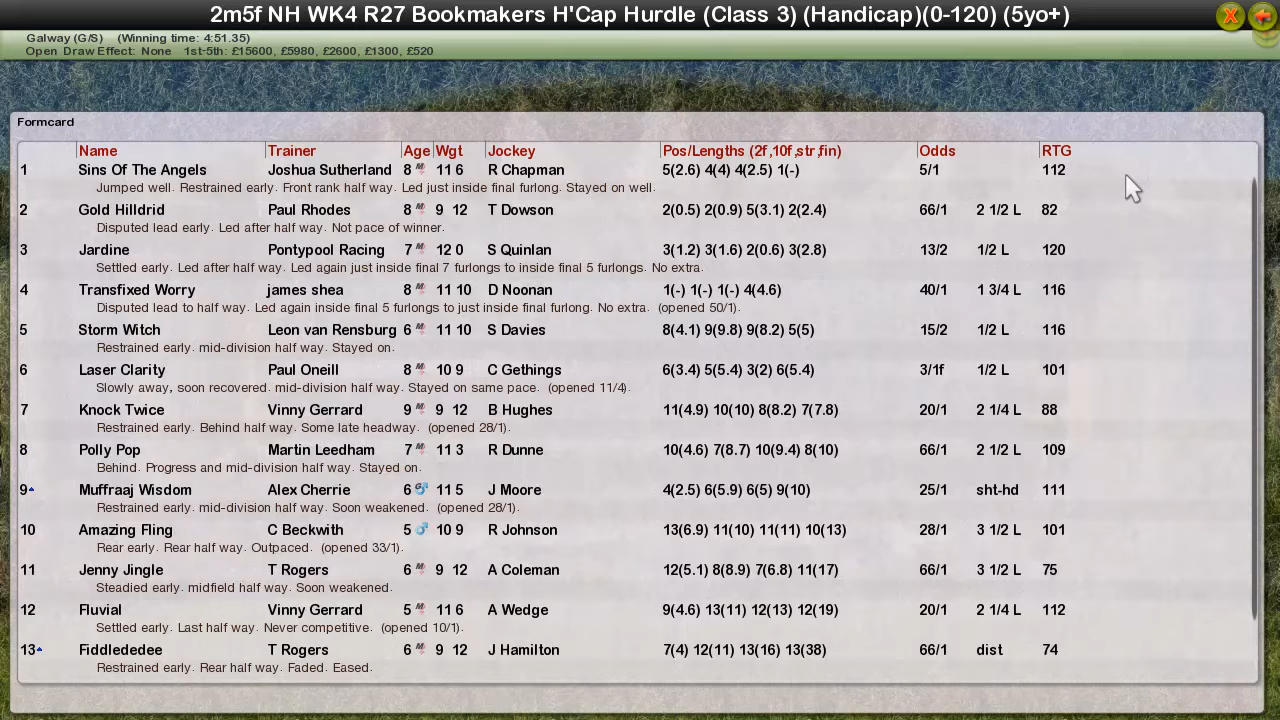 2m5f NH WK4 R27 Bookmakers H'Cap Hurdle (Class 3) (Handicap)(0-120) (5yo+)
Galway (G/S) (Winning time: 4:51.35)
Open Draw Effect: None 1st-5th: £15600, £5980, £2600, £1300, £520
Formcard
Name Trainer Age Wgt Jockey Pos/Lengths (2f,10f,str,fin) Odds RTG
1 Sins Of The Angels Joshua Sutherland 8 11 6 R Chapman 5(2.6) 4(4) 4(2.5) 1(-) 5/1 112
Jumped well. Restrained early. Front rank half way. Led just inside final furlong. Stayed on well.
2 Gold Hilldrid Paul Rhodes 8 9 12 T Dowson 2(0.5) 2(0.9) 5(3.1) 2(2.4) 66/1 2 1/2 L 82
Disputed lead early. Led after half way. Not pace of winner.
3 Jardine Pontypool Racing 7 12 0 S Quinlan 3(1.2) 3(1.6) 2(0.6) 3(2.8) 13/2 1/2 L 120
Settled early. Led after half way. Led again just inside final 7 furlongs to inside final 5 furlongs. No extra.
4 Transfixed Worry james shea 8 11 10 D Noonan 1(-) 1(-) 1(-) 4(4.6) 40/1 1 3/4 L 116
Disputed lead to half way. Led again inside final 5 furlongs to just inside final furlong. No extra. (opened 50/1).
5 Storm Witch Leon van Rensburg 6 11 10 S Davies 8(4.1) 9(9.8) 9(8.2) 5(5) 15/2 1/2 L 116
Restrained early. mid-division half way. Stayed on.
6 Laser Clarity Paul Oneill 8 10 9 C Gethings 6(3.4) 5(5.4) 3(2) 6(5.4) 3/1f 1/2 L 101
Slowly away, soon recovered. mid-division half way. Stayed on same pace. (opened 11/4).
7 Knock Twice Vinny Gerrard 9 9 12 B Hughes 11(4.9) 10(10) 8(8.2) 7(7.8) 20/1 2 1/4 L 88
Restrained early. Behind half way. Some late headway. (opened 28/1).
8 Polly Pop Martin Leedham 7 11 3 R Dunne 10(4.6) 7(8.7) 10(9.4) 8(10) 66/1 2 1/2 L 109
Behind. Progress and mid-division half way. Stayed on.
9 Muffraaj Wisdom Alex Cherrie 6 11 5 J Moore 4(2.5) 6(5.9) 6(5) 9(10) 25/1 sht-hd 111
Restrained early. mid-division half way. Soon weakened. (opened 28/1).
10 Amazing Fling C Beckwith 5 10 9 R Johnson 13(6.9) 11(10) 11(11) 10(13) 28/1 3 1/2 L 101
Rear early. Rear half way. Outpaced. (opened 33/1).
11 Jenny Jingle T Rogers 6 9 12 A Coleman 12(5.1) 8(8.9) 7(6.8) 11(17) 66/1 3 1/2 L 75
Steadied early. midfield half way. Soon weakened.
12 Fluvial Vinny Gerrard 5 11 6 A Wedge 9(4.6) 13(11) 12(13) 12(19) 20/1 2 1/4 L 112
Settled early. Last half way. Never competitive. (opened 10/1).
13 Fiddlededee T Rogers 6 9 12 J Hamilton 7(4) 12(11) 13(16) 13(38) 66/1 dist 74
Restrained early. Rear half way. Faded. Eased.